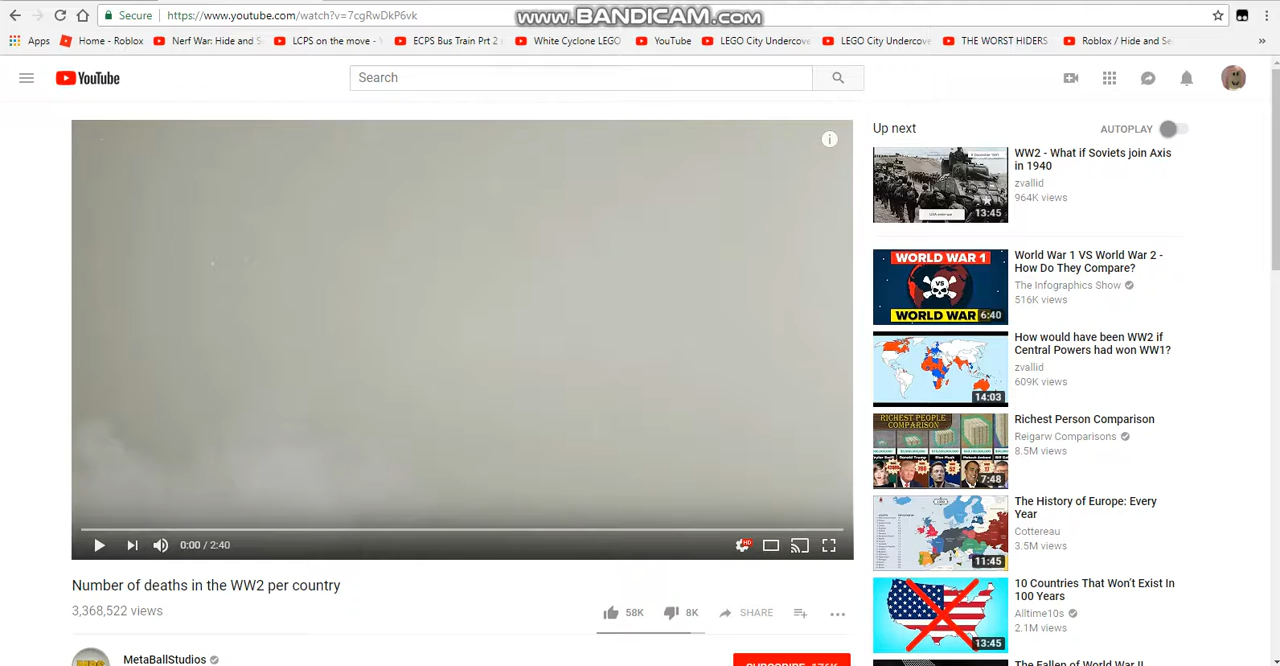 Secure https://www.youtube.com/watch?v=7cgRwDkP6vk
www.BANDICAM.com
Apps Home - Roblox Nerf War: Hide and S LCPS on the move - ECPS Bus Train Prt 2 White Cyclone LEGO YouTube LEGO City Undercove LEGO City Undercove THE WORST HIDERS Roblox / Hide and Se
YouTube
Search
Up next
AUTOPLAY
WW2 - What if Soviets join Axis
in 1940
zvallid
964K views
13:45
World War 1 VS World War 2 -
How Do They Compare?
The Infographics Show
516K views
WORLD WAR 1
VS
WORLD WAR
6:40
How would have been WW2 if
Central Powers had won WW1?
zvallid
609K views
14:03
Richest Person Comparison
Reigarw Comparisons
8.5M views
RICHEST PEOPLE
COMPARISON
7:48
The History of Europe: Every
Year
Cottereau
3.5M views
11:45
10 Countries That Won't Exist In
100 Years
Alltime10s
2.1M views
13:45
The Fallen of World War II
2:40
HD
Number of deaths in the ww2 per country
3,368,522 views
58K
8K
SHARE
MetaBallStudios
SUBSCRIBE 176K